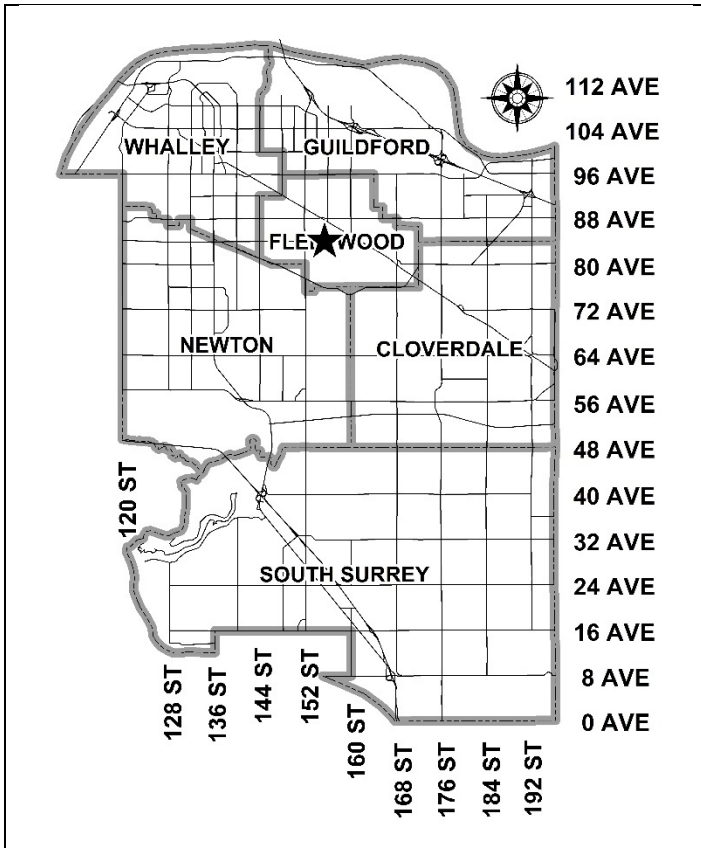 112 AVE
104 AVE
WHALLEY
GUILDFORD
96 AVE
88 AVE
FLEETWOOD
80 AVE
72 AVE
NEWTON
CLOVERDALE
64 AVE
56 AVE
48 AVE
120 ST
40 AVE
32 AVE
SOUTH SURREY
24 AVE
16 AVE
8 AVE
0 AVE
128 ST
136 ST
144 ST
152 ST
160 ST
168 ST
176 ST
184 ST
192 ST